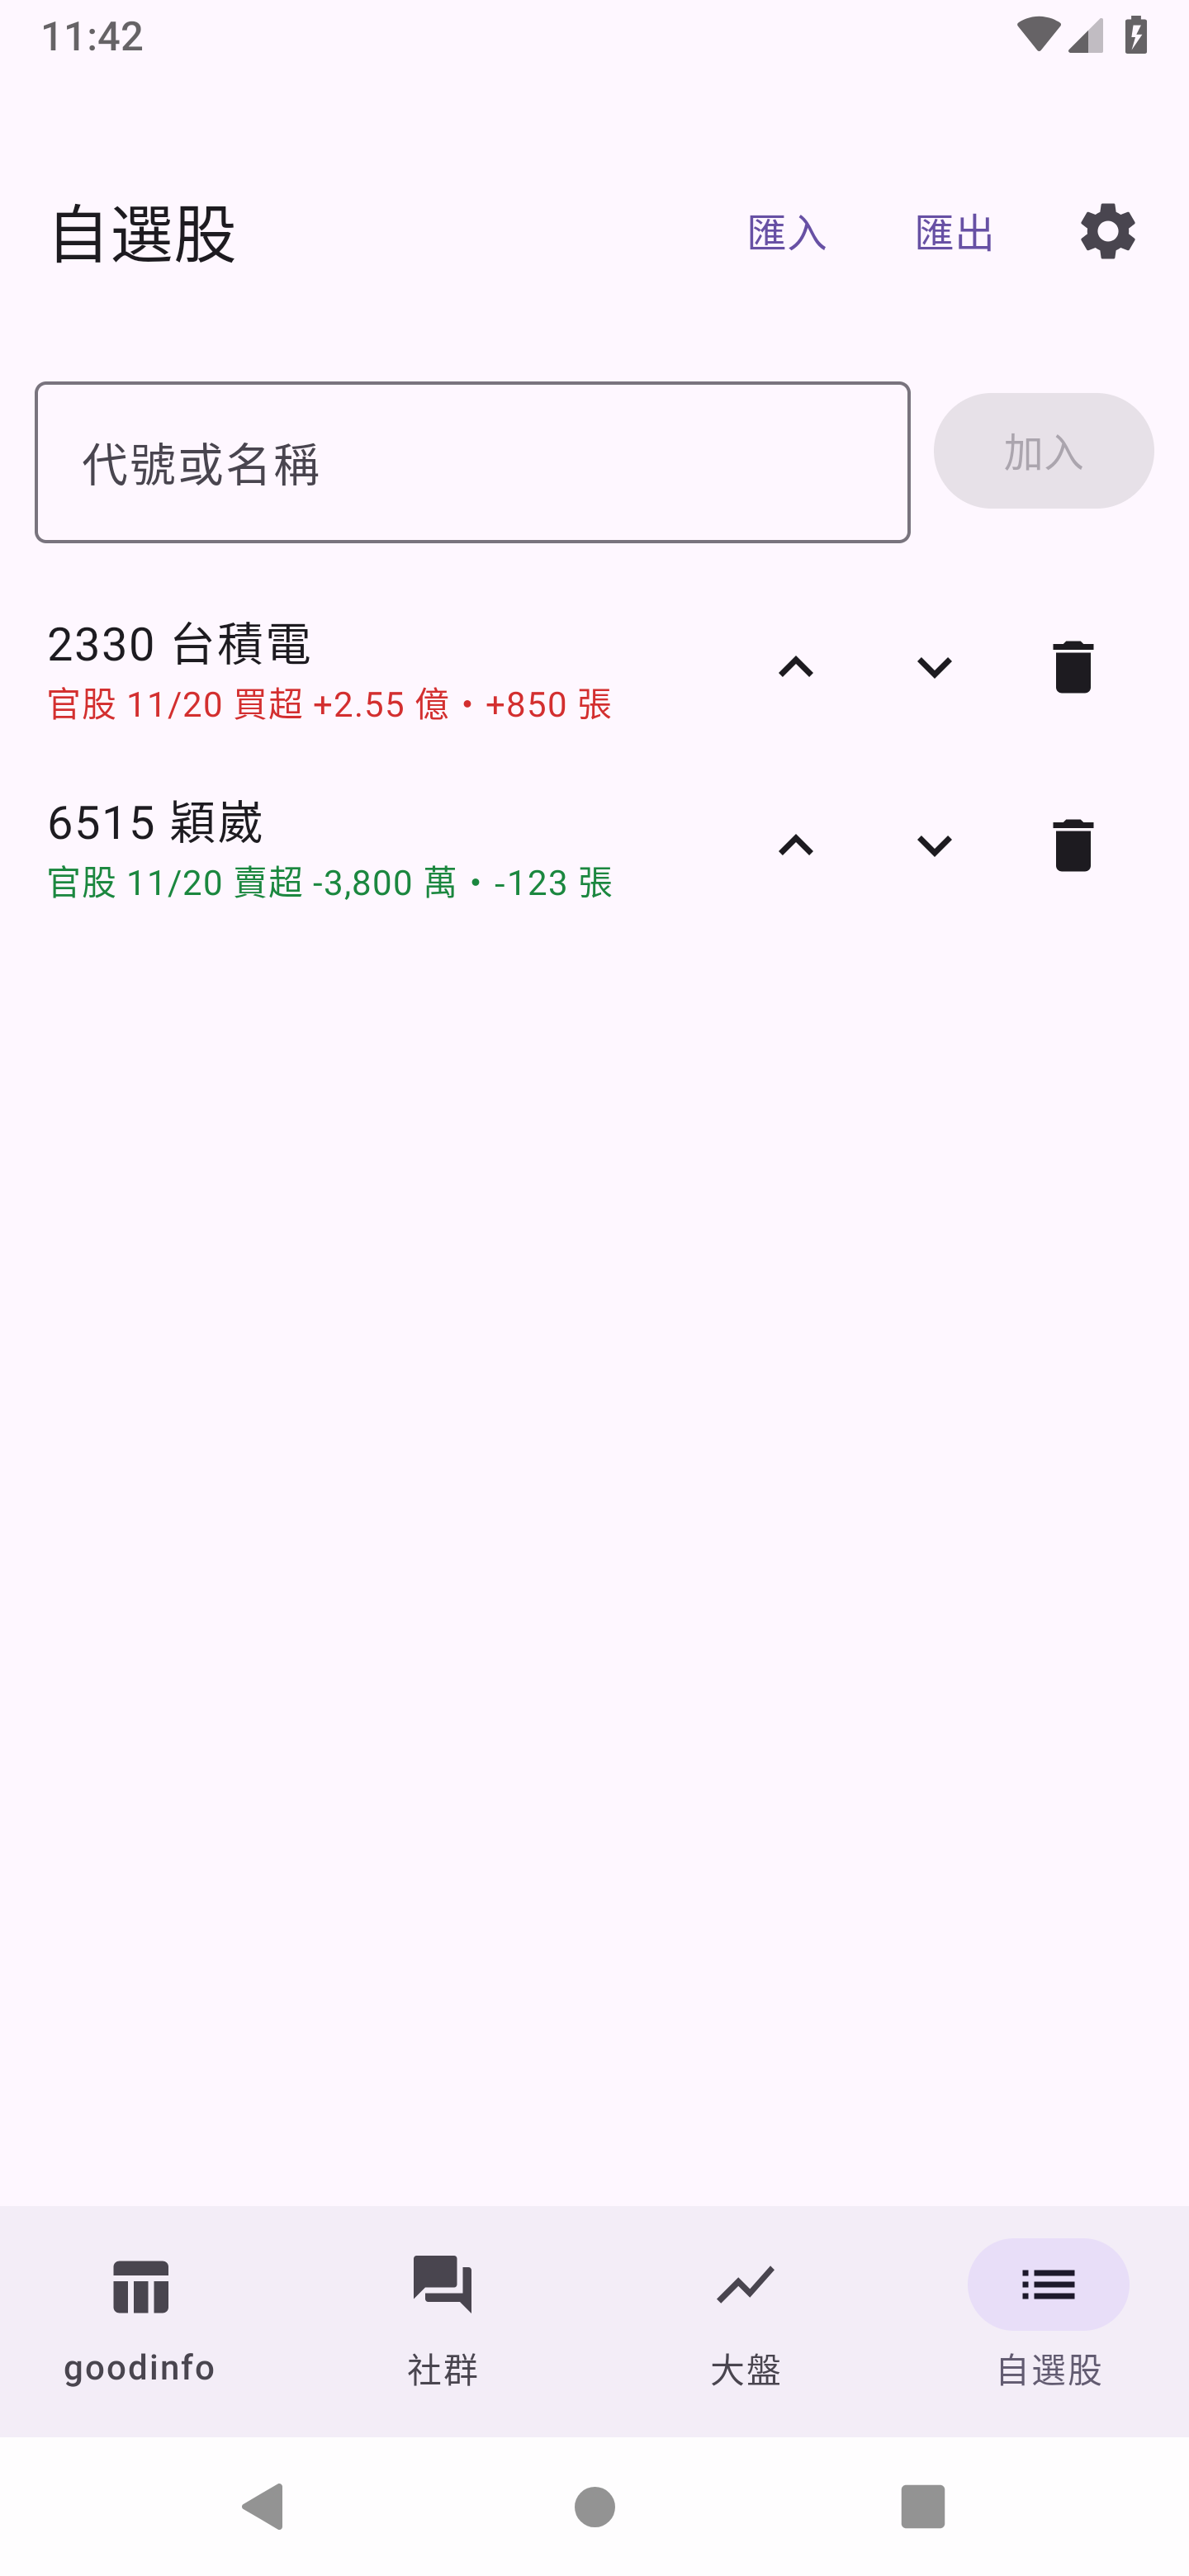 11:42
自選股
匯入
匯出
代號或名稱
加入
2330 台積電
官股 11/20 買超 +2.55 億・+850 張
6515 穎崴
官股 11/20 賣超 -3,800 萬・-123 張
goodinfo
社群
大盤
自選股